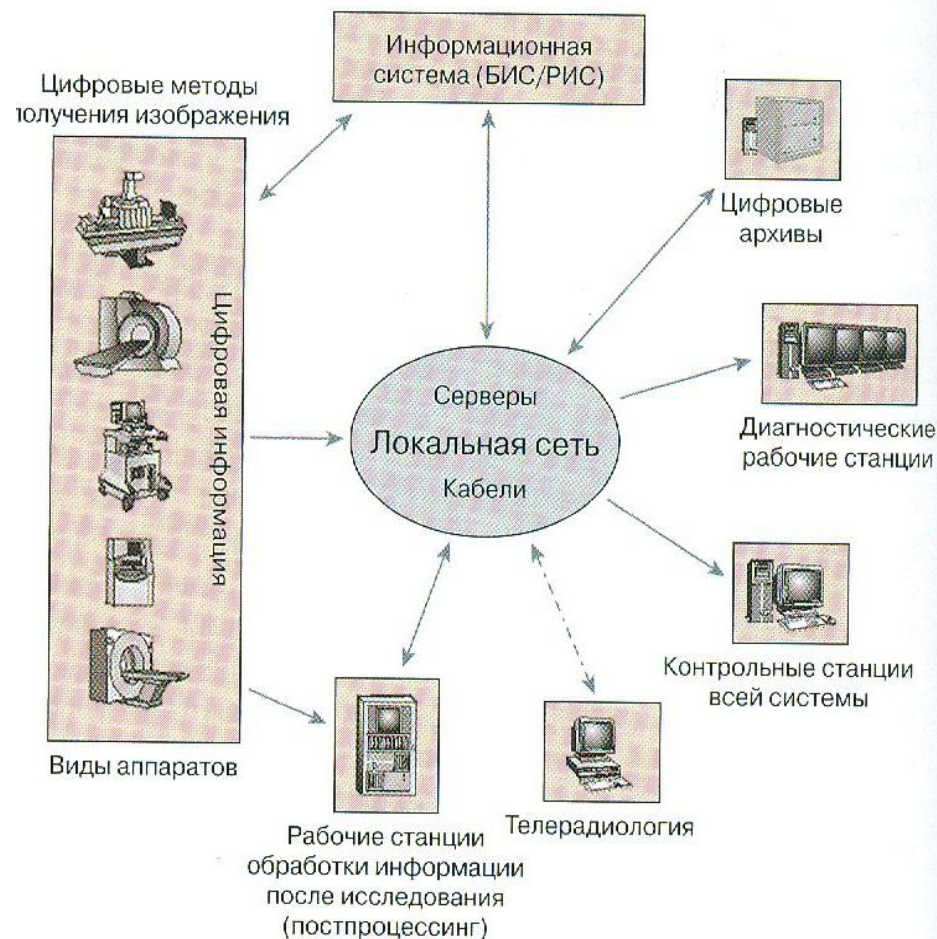 Информационная
система (БИС/РИС)
Цифровые методы
получения изображения
Цифровая информация
Виды аппаратов
Цифровые
архивы
Серверы
Локальная сеть
Кабели
Диагностические
рабочие станции
Контрольные станции
всей системы
Телерадиология
Рабочие станции
обработки информации
после исследования
(постпроцессинг)